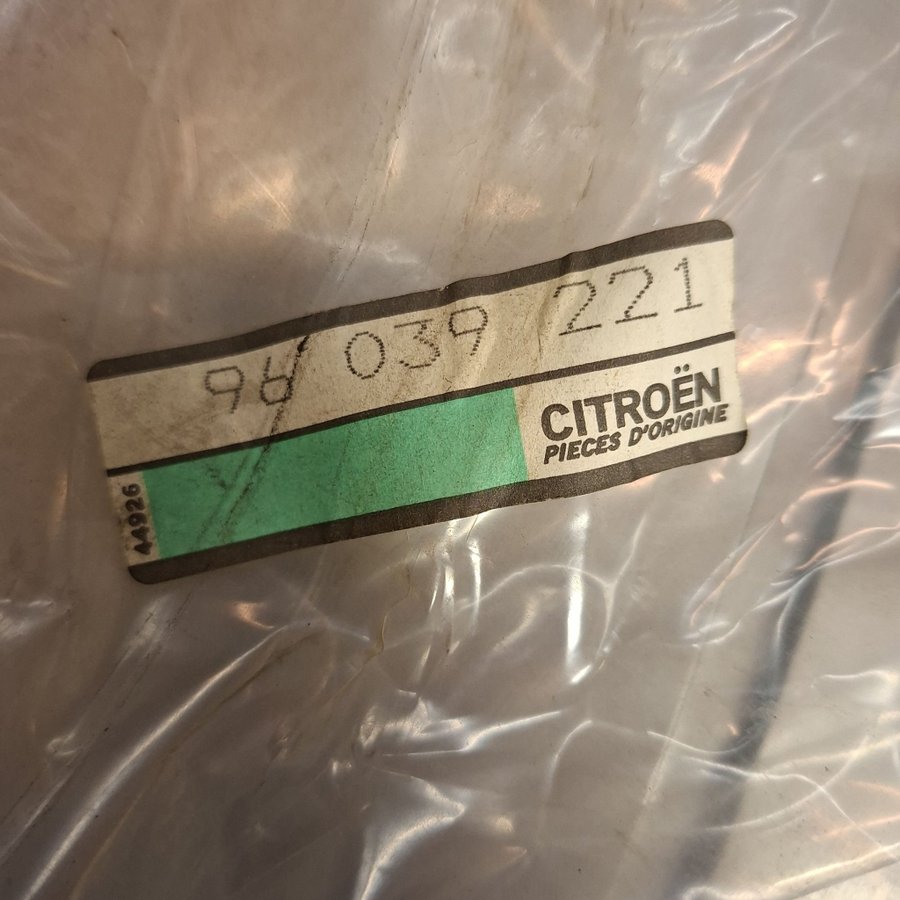 96 039 221
CITROËN
PIECES D'ORIGINE
44926